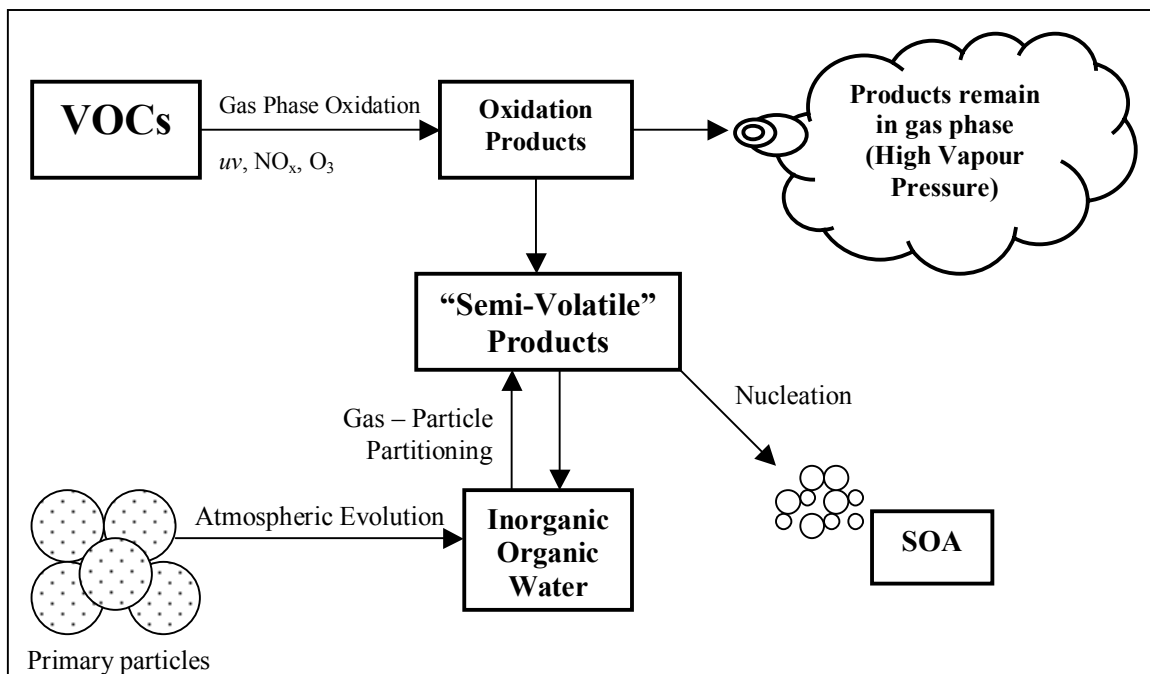 VOCs
Gas Phase Oxidation
uv, NOx, O3
Oxidation
Products
Products remain
in gas phase
(High Vapour
Pressure)
“Semi-Volatile”
Products
Nucleation
Gas – Particle
Partitioning
Atmospheric Evolution
Inorganic
Organic
Water
SOA
Primary particles